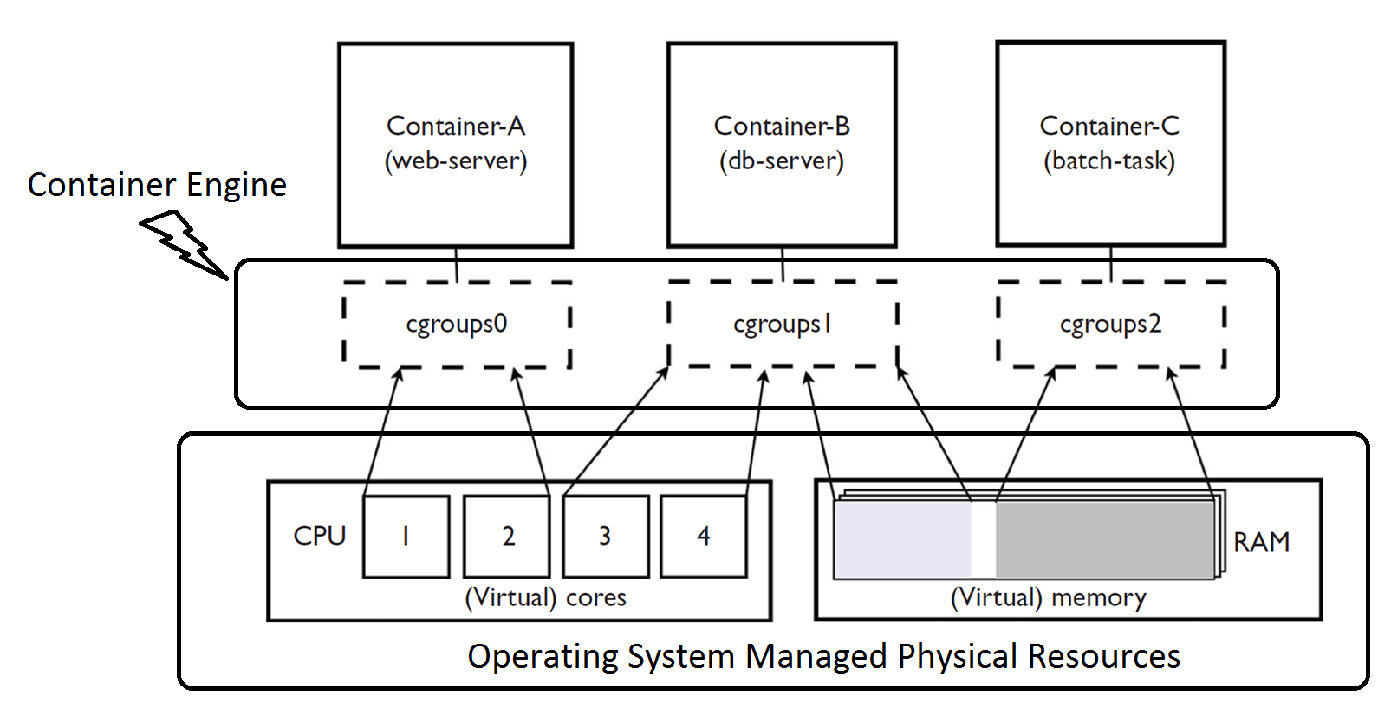 Container-A
(web-server)
Container-B
(db-server)
Container-C
(batch-task)
Container Engine
cgroups0
cgroups1
cgroups2
CPU
1
2
3
4
(Virtual) cores
RAM
(Virtual) memory
Operating System Managed Physical Resources